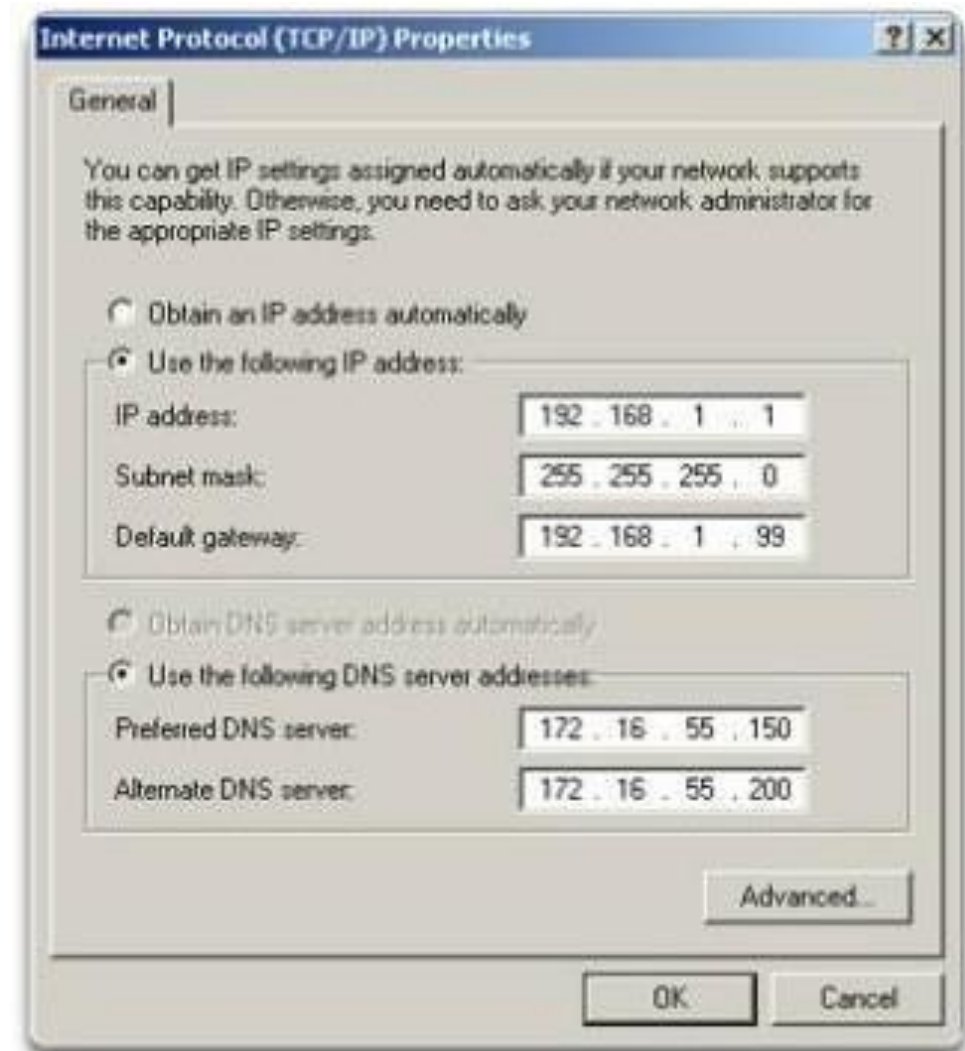 Internet Protocol (TCP/IP) Properties
General
You can get IP settings assigned automatically if your network supports
this capability. Otherwise, you need to ask your network administrator for
the appropriate IP settings.
Obtain an IP address automatically
Use the following IP address:
IP address: 192 . 168 . 1 . 1
Subnet mask: 255 . 255 . 255 . 0
Default gateway: 192 . 168 . 1 . 99
Obtain DNS server address automatically
Use the following DNS server addresses:
Preferred DNS server: 172 . 16 . 55 . 150
Alternate DNS server: 172 . 16 . 55 . 200
Advanced...
OK Cancel